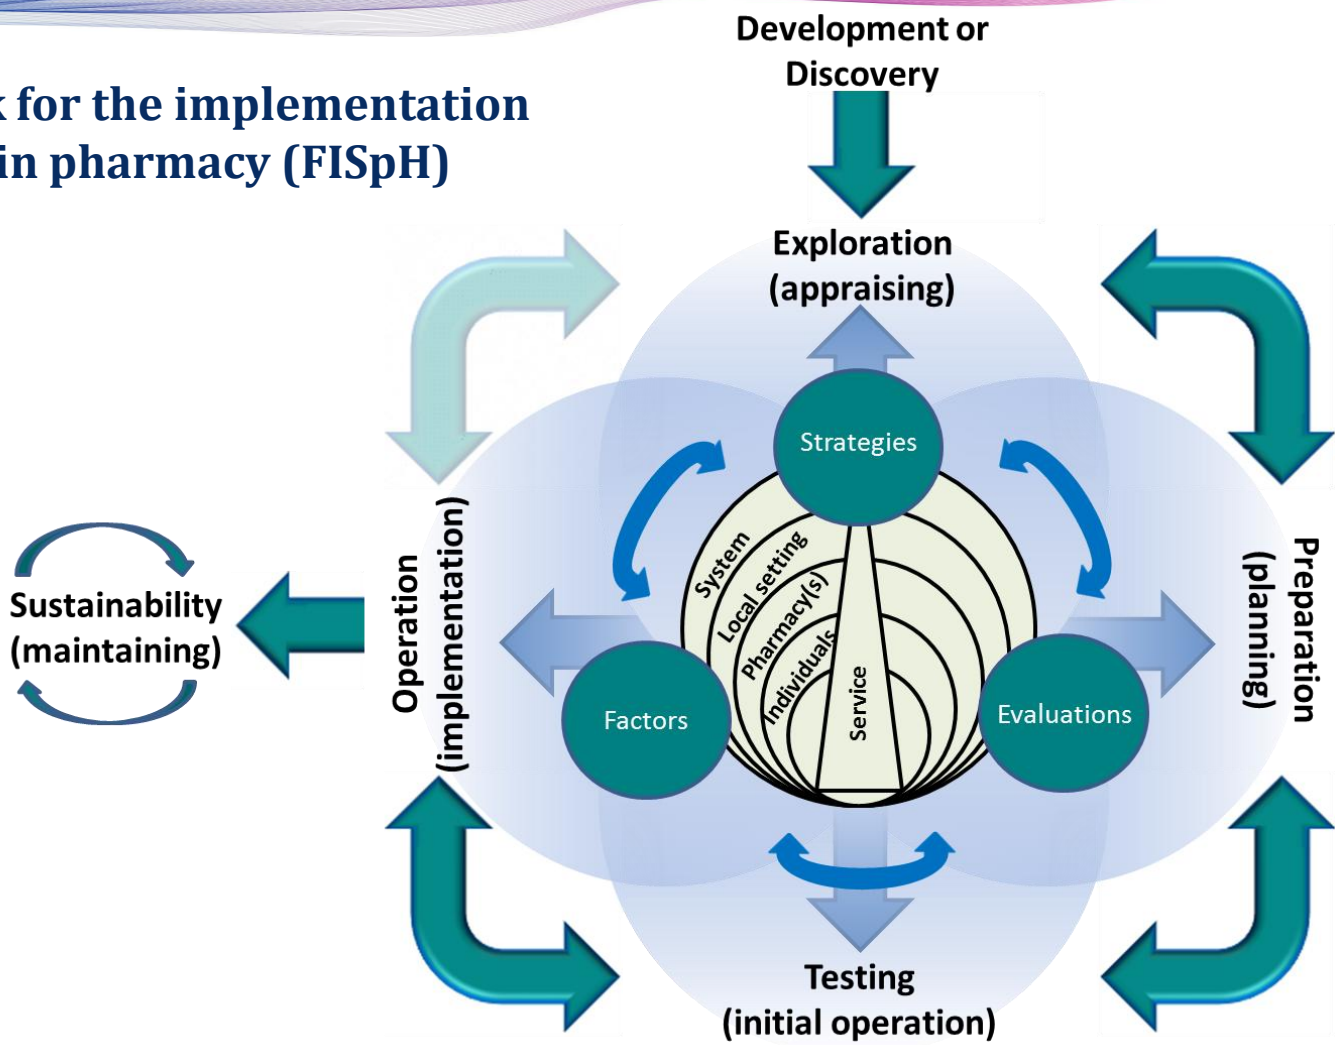 Development or
Discovery
k for the implementation
in pharmacy (FISpH)
Exploration
(appraising)
Strategies
System
Local setting
Pharmacy(s)
Individuals
Service
Factors
Evaluations
Operation
(implementation)
Preparation
(planning)
Sustainability
(maintaining)
Testing
(initial operation)